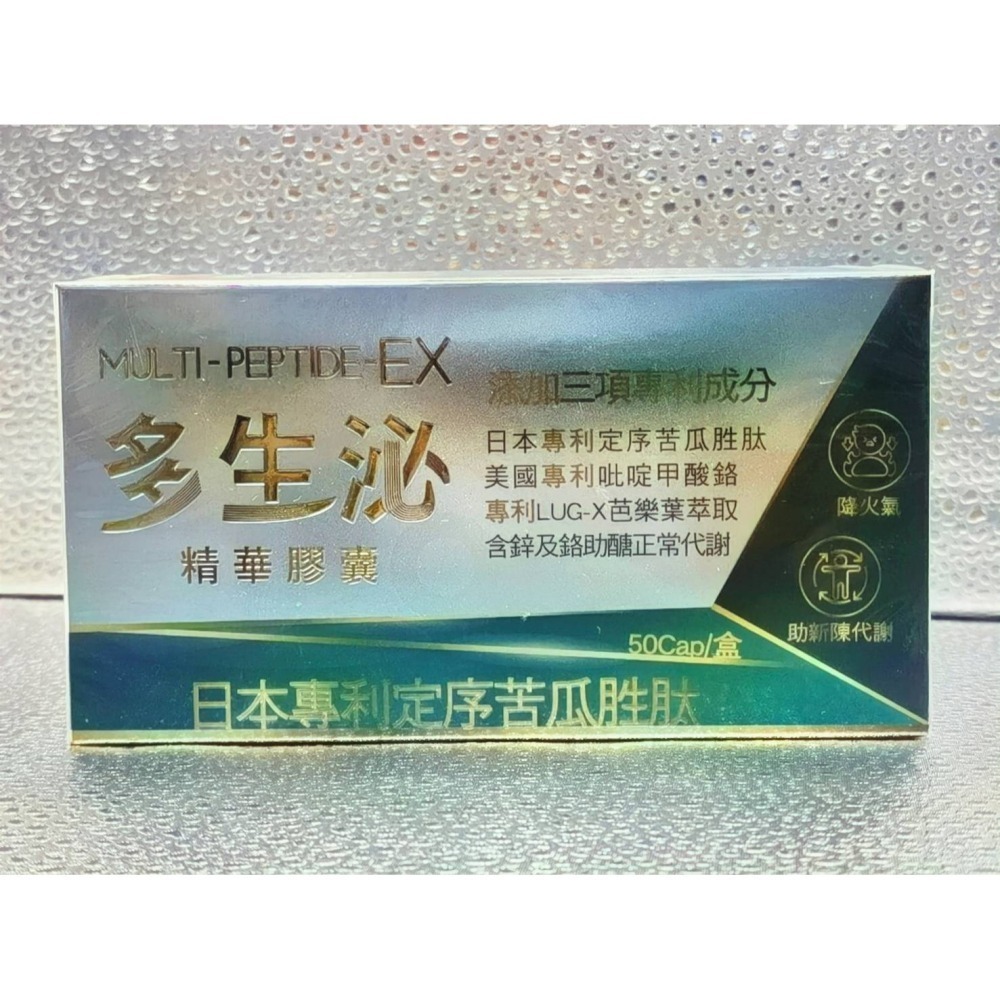 MULTI-PEPTIDE-EX
多生泌
精華膠囊
添加三項專利成分
日本專利定序苦瓜胜肽
美國專利吡啶甲酸鉻
專利LUG-X芭樂葉萃取
含鋅及鉻助醣正常代謝
降火氣
助新陳代謝
50Cap/盒
日本專利定序苦瓜胜肽